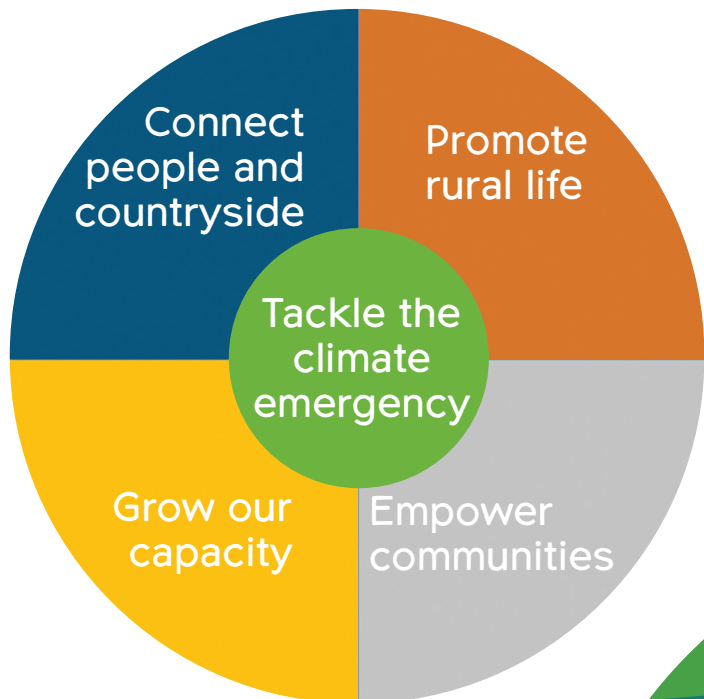 Connect
people and
countryside
Promote
rural life
Tackle the
climate
emergency
Grow our
capacity
Empower
communities